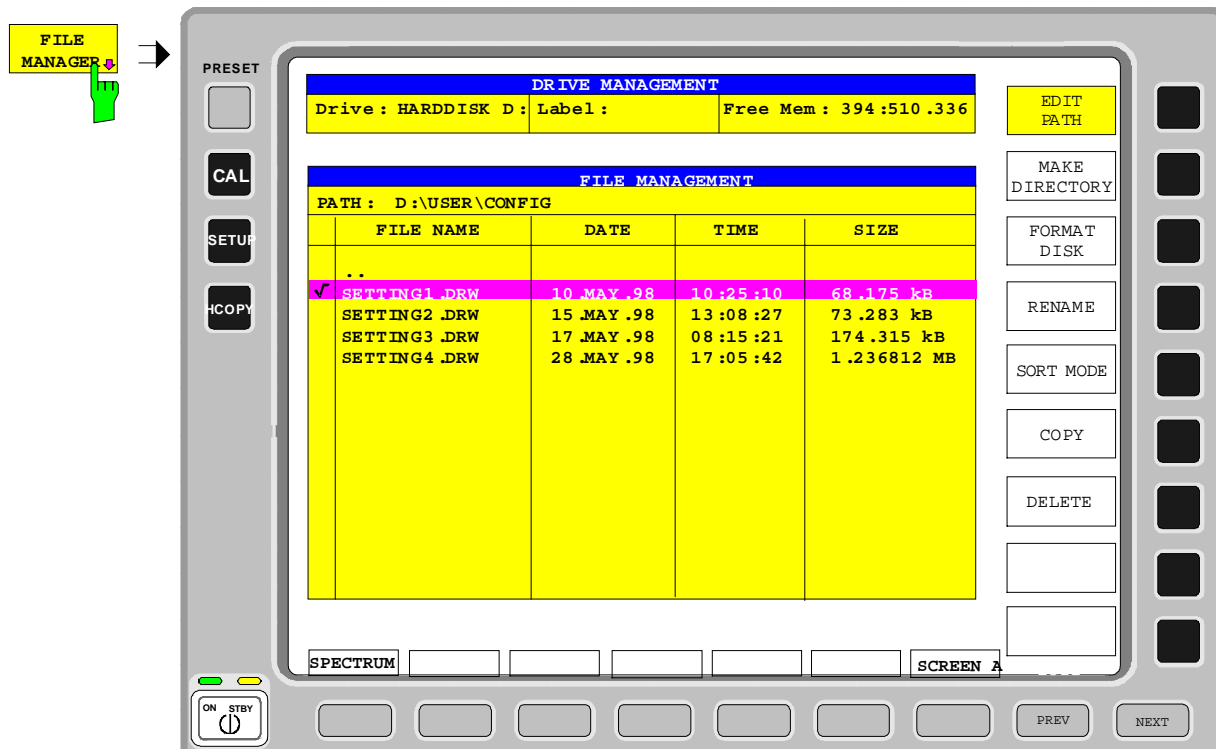 FILE
MANAGER
PRESET
CAL
SETUP
HCOPY
ON STBY
DRIVE MANAGEMENT
Drive: HARDDISK D: Label: Free Mem: 394:510.336
FILE MANAGEMENT
PATH: D:\USER\CONFIG
FILE NAME DATE TIME SIZE
..
√ SETTING1.DRW 10.MAY.98 10:25:10 68.175 kB
SETTING2.DRW 15.MAY.98 13:08:27 73.283 kB
SETTING3.DRW 17.MAY.98 08:15:21 174.315 kB
SETTING4.DRW 28.MAY.98 17:05:42 1.236812 MB
SPECTRUM SCREEN A
EDIT
PATH
MAKE
DIRECTORY
FORMAT
DISK
RENAME
SORT MODE
COPY
DELETE
PREV NEXT